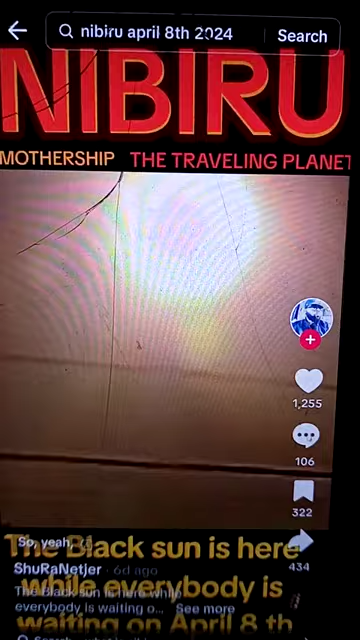 nibiru april 8th 2024
Search
NIBIRU
MOTHERSHIP THE TRAVELING PLANET
1,255
106
322
434
The Black sun is here
So, yeah,
ShuRaNetjer · 6d ago
while everybody is
The Black sun is here while
everybody is waiting o... See more
waiting on April 8 th
Search